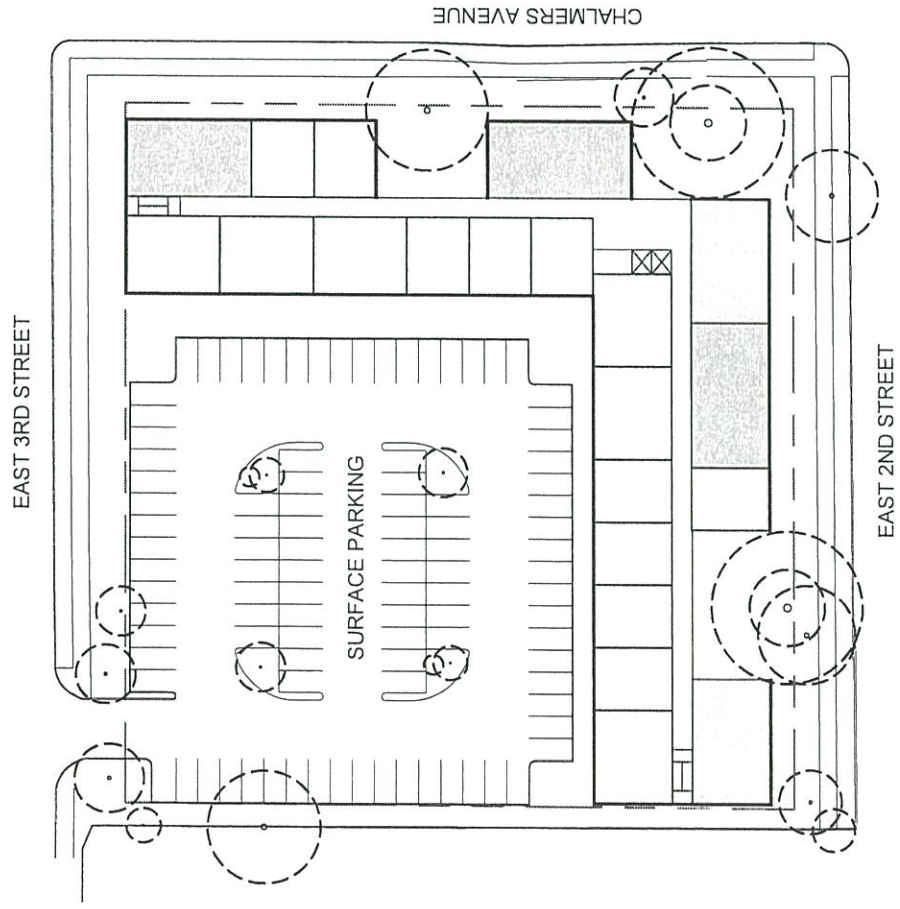 CHALMERS AVENUE
EAST 3RD STREET
SURFACE PARKING
EAST 2ND STREET